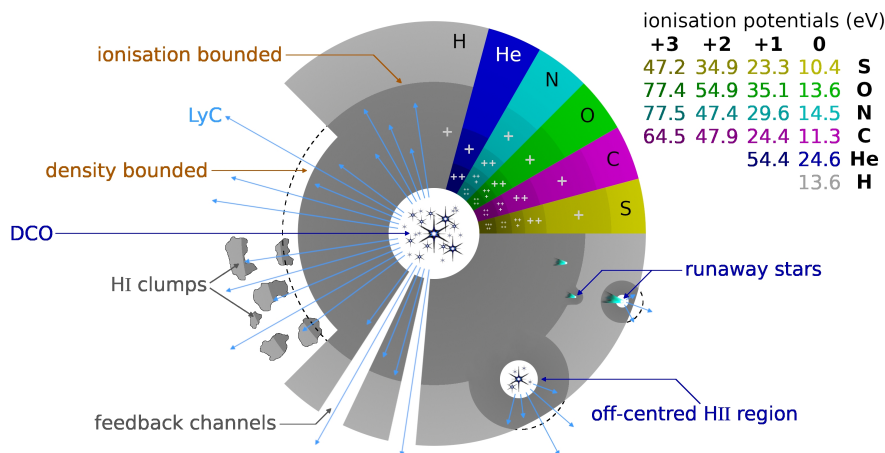 ionisation potentials (eV)
+3 +2 +1 0
47.2 34.9 23.3 10.4 S
77.4 54.9 35.1 13.6 O
77.5 47.4 29.6 14.5 N
64.5 47.9 24.4 11.3 C
54.4 24.6 He
13.6 H
H
He
N
O
C
S
ionisation bounded
LyC
density bounded
DCO
HI clumps
feedback channels
runaway stars
off-centred HII region
+
+ ++
+ ++
+ ++
+ ++
+ ++